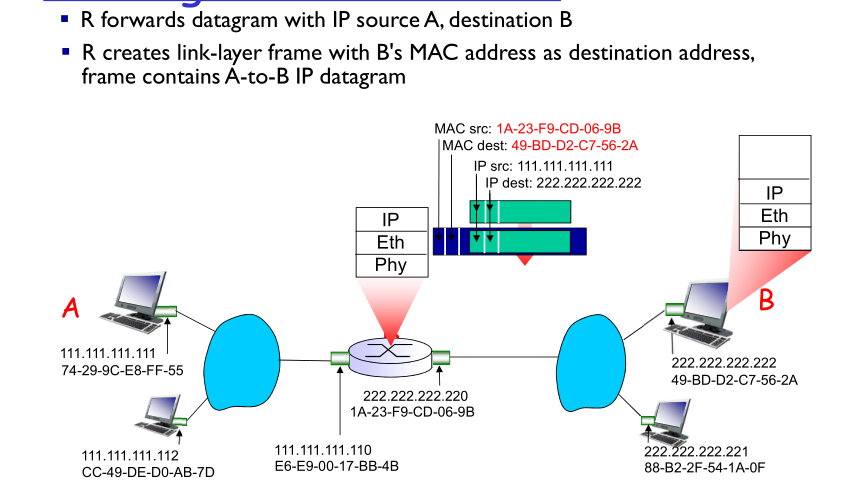 R forwards datagram with IP source A, destination B
R creates link-layer frame with B's MAC address as destination address,
frame contains A-to-B IP datagram
MAC src: 1A-23-F9-CD-06-9B
MAC dest: 49-BD-D2-C7-56-2A
IP src: 111.111.111.111
IP dest: 222.222.222.222
IP
Eth
Phy
IP
Eth
Phy
A
B
111.111.111.111
74-29-9C-E8-FF-55
222.222.222.222
49-BD-D2-C7-56-2A
222.222.222.220
1A-23-F9-CD-06-9B
111.111.111.112
CC-49-DE-D0-AB-7D
111.111.111.110
E6-E9-00-17-BB-4B
222.222.222.221
88-B2-2F-54-1A-0F